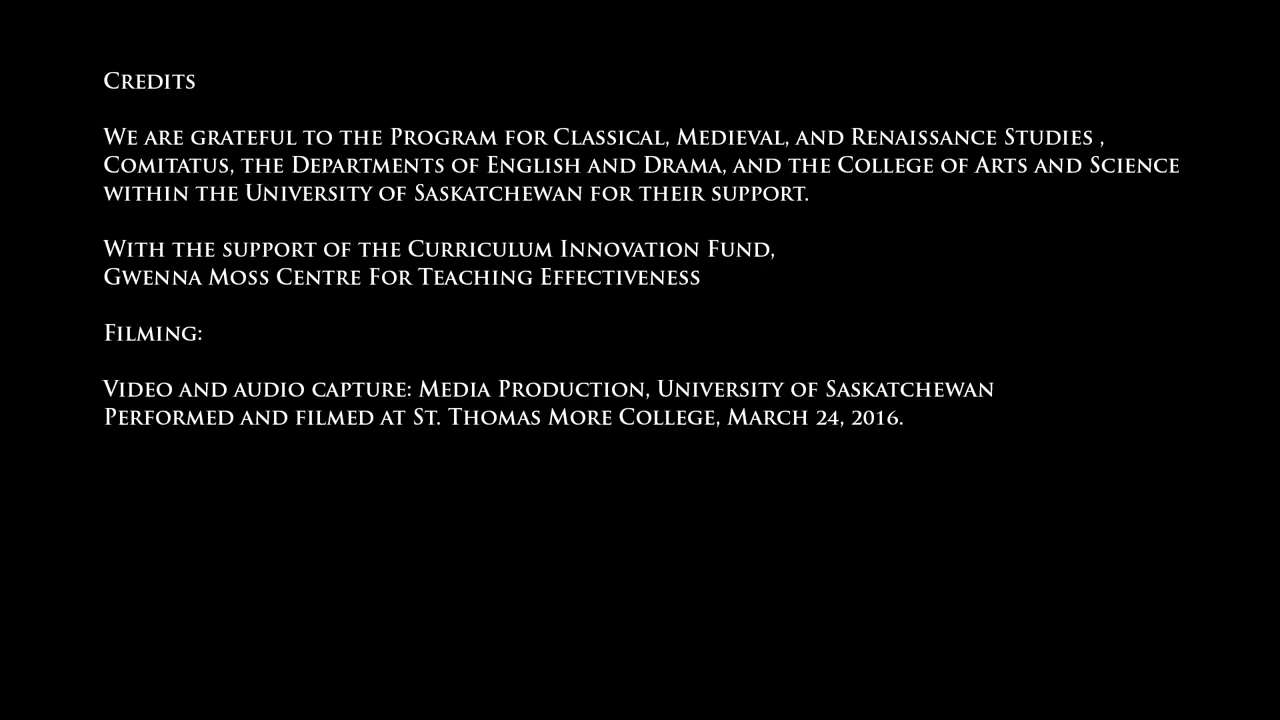 Credits
We are grateful to the Program for Classical, Medieval, and Renaissance Studies ,
Comitatus, the Departments of English and Drama, and the College of Arts and Science
within the University of Saskatchewan for their support.
With the support of the Curriculum Innovation Fund,
Gwenna Moss Centre For Teaching Effectiveness
Filming:
Video and audio capture: Media Production, University of Saskatchewan
Performed and filmed at St. Thomas More College, March 24, 2016.